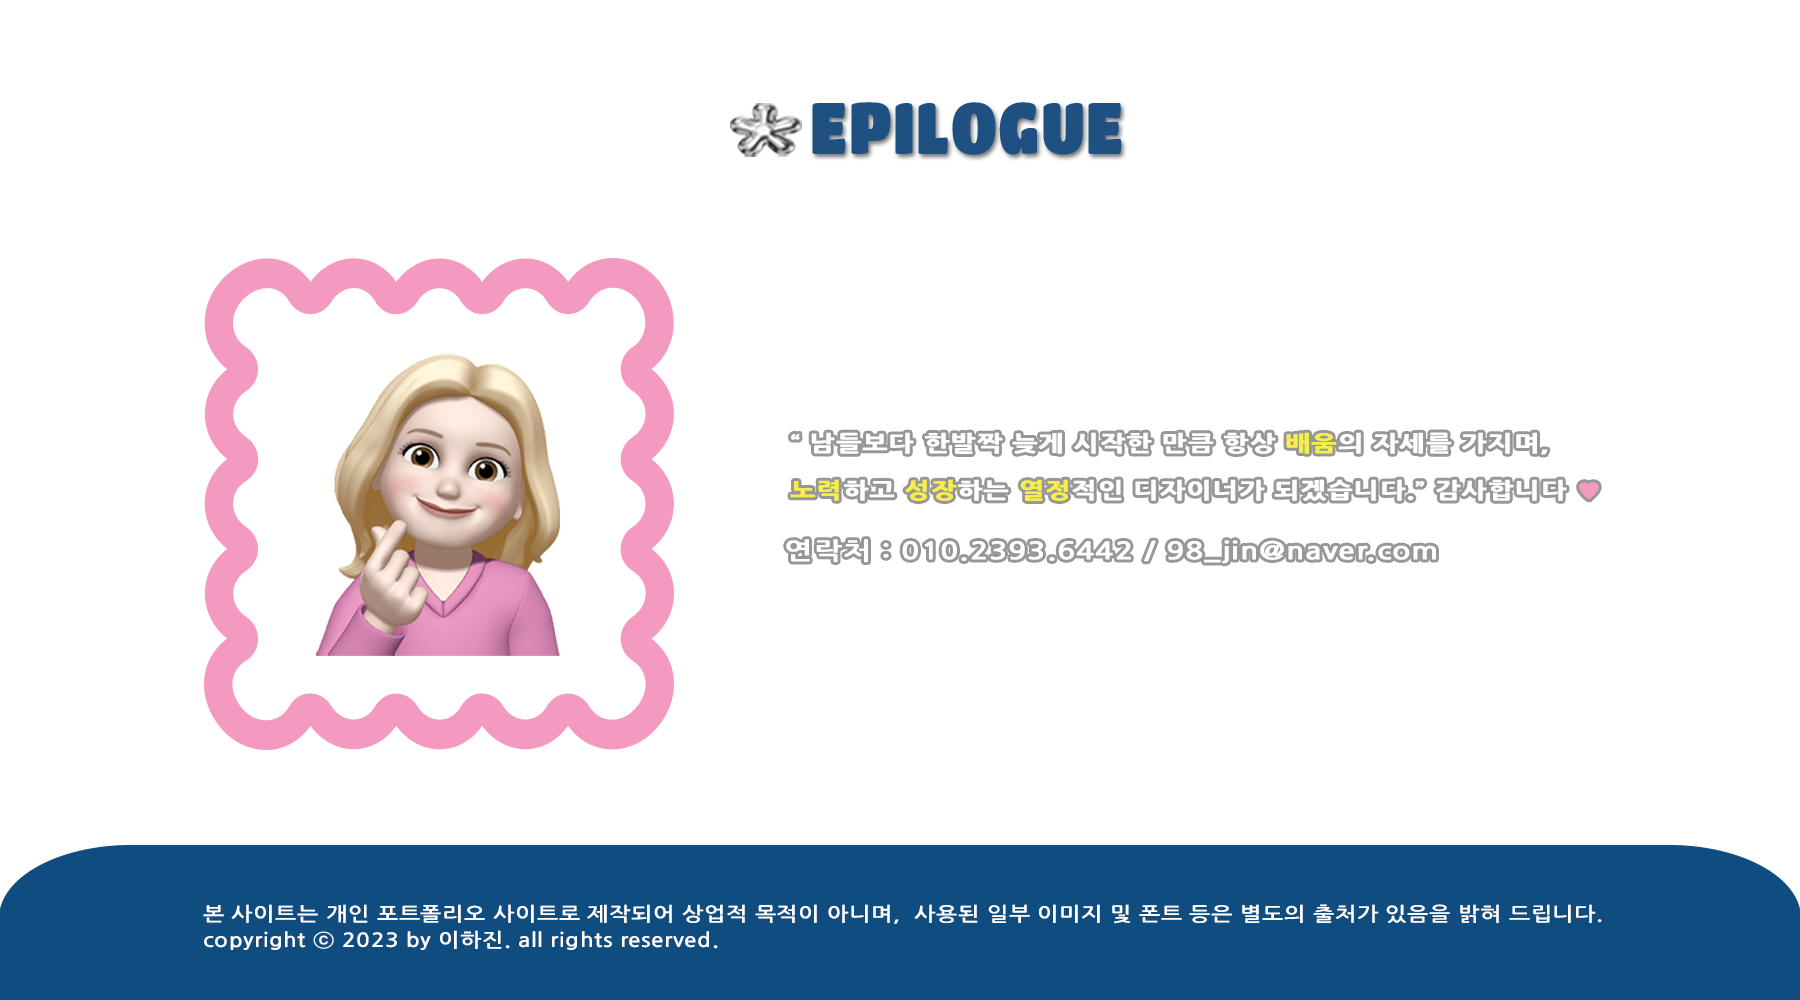 EPILOGUE
“ 남들보다 한발짝 늦게 시작한 만큼 항상 배움의 자세를 가지며,
노력하고 성장하는 열정적인 디자이너가 되겠습니다.” 감사합니다 ♥
연락처 : 010.2393.6442 / 98_jin@naver.com
본 사이트는 개인 포트폴리오 사이트로 제작되어 상업적 목적이 아니며, 사용된 일부 이미지 및 폰트 등은 별도의 출처가 있음을 밝혀 드립니다.
copyright ⓒ 2023 by 이하진. all rights reserved.